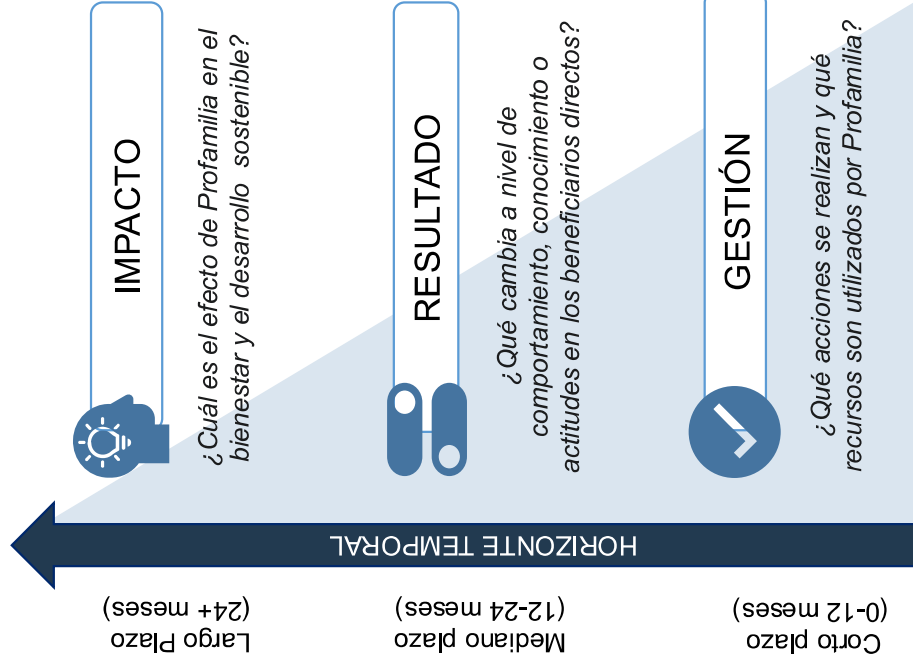 IMPACTO
¿Cuál es el efecto de Profamilia en el
bienestar y el desarrollo sostenible?
RESULTADO
¿Qué cambia a nivel de
comportamiento, conocimiento o
actitudes en los beneficiarios directos?
GESTIÓN
¿Qué acciones se realizan y qué
recursos son utilizados por Profamilia?
HORIZONTE TEMPORAL
Largo Plazo
(24+ meses)
Mediano plazo
(12-24 meses)
Corto plazo
(0-12 meses)